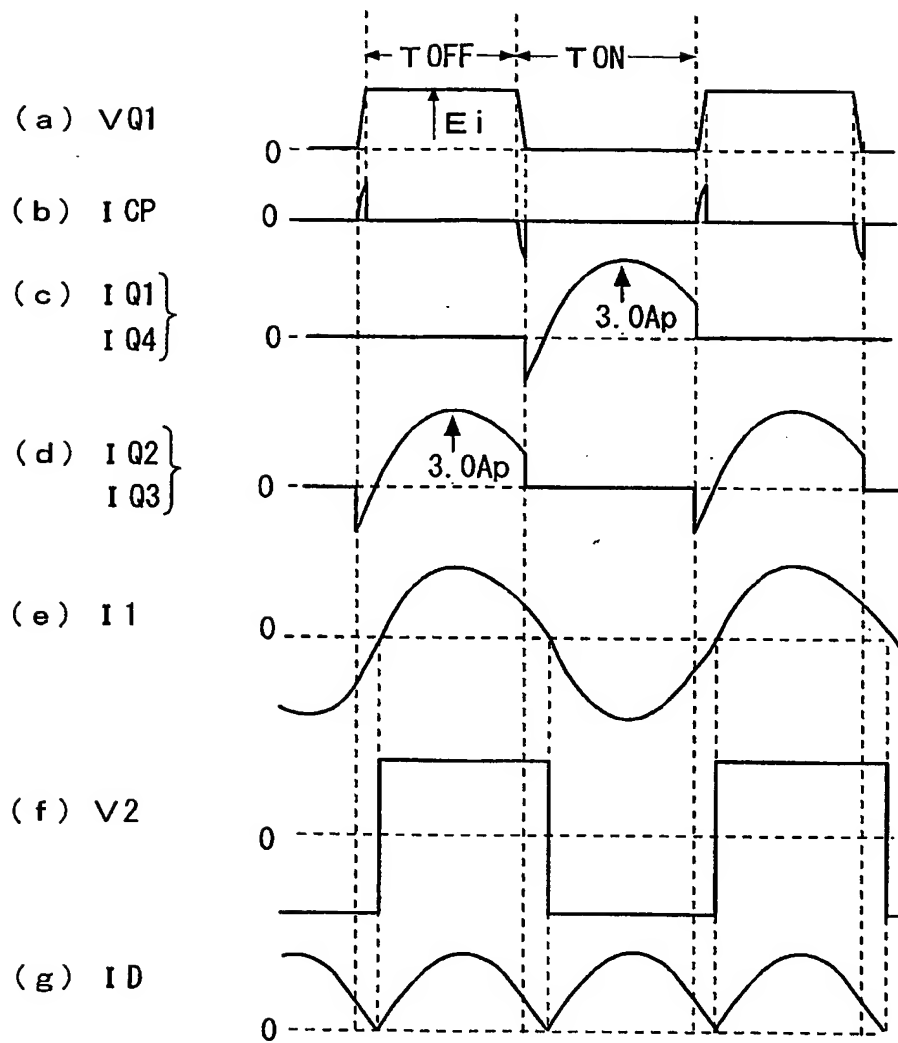 T OFF T ON
(a) VQ1
Ei
0
(b) I CP
0
(c) I Q1
I Q4
3.0Ap
0
(d) I Q2
I Q3
3.0Ap
0
(e) I 1
0
(f) V2
0
(g) I D
0